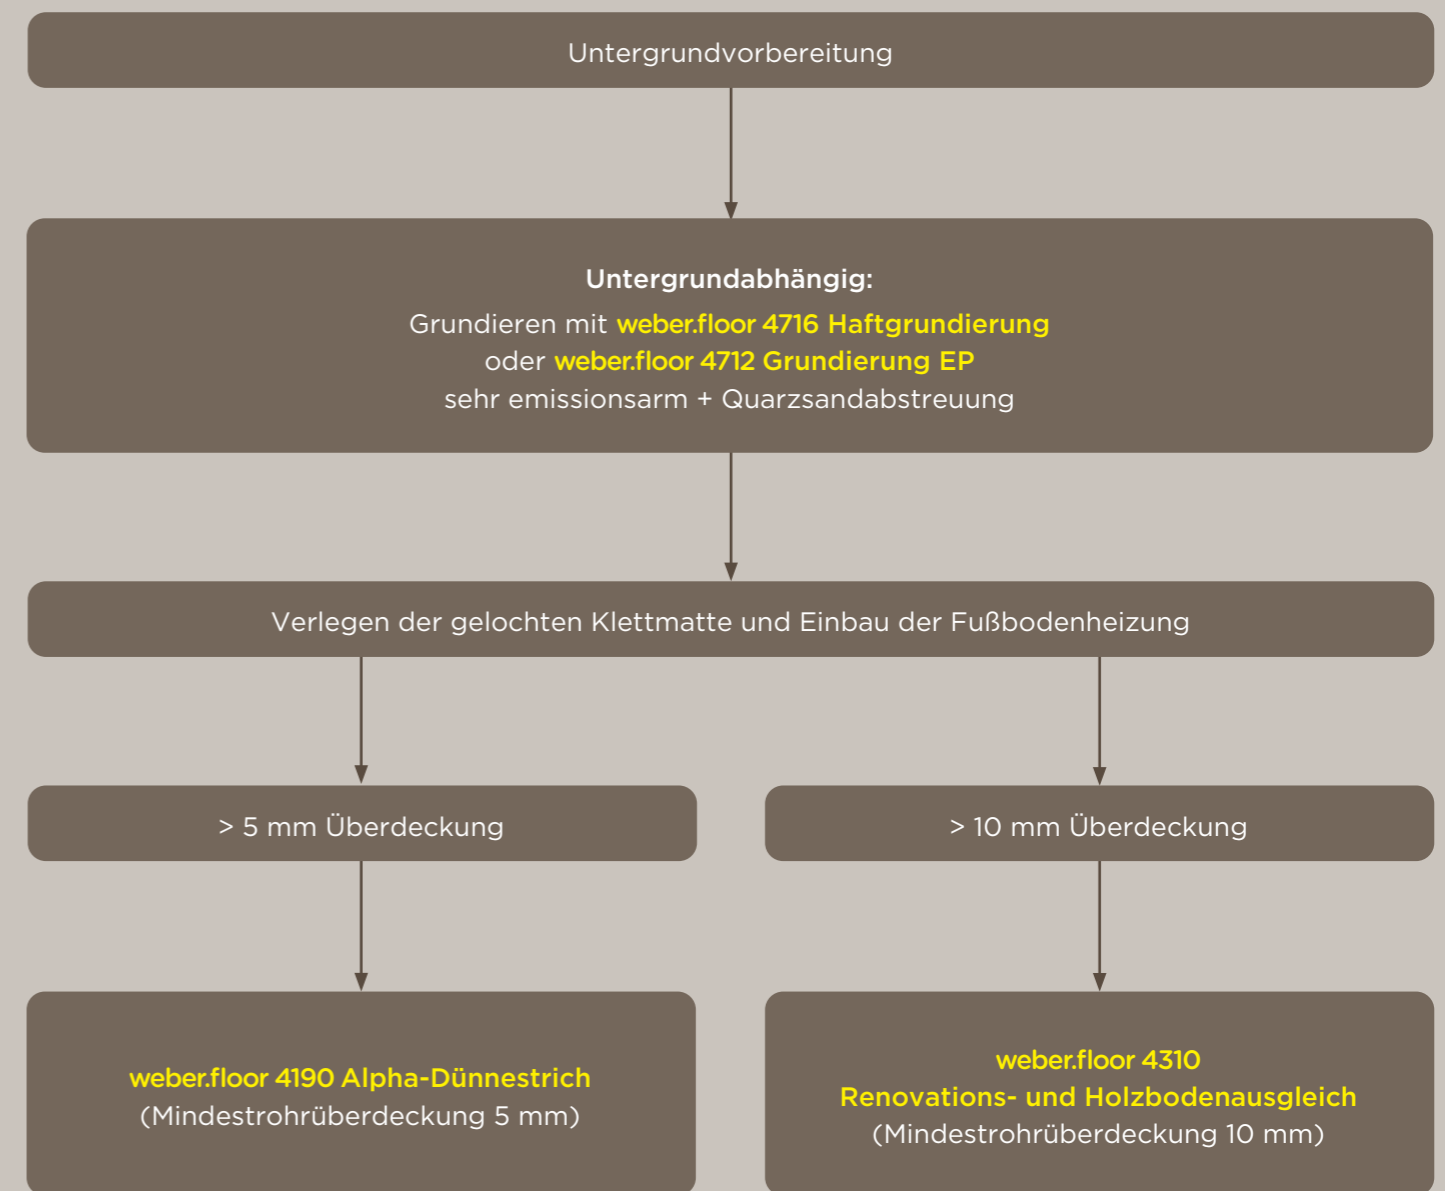 Untergrundvorbereitung
Untergrundabhängig:
Grundieren mit weber.floor 4716 Haftgrundierung
oder weber.floor 4712 Grundierung EP
sehr emissionsarm + Quarzsandabstreuung
Verlegen der gelochten Klettmatte und Einbau der Fußbodenheizung
> 5 mm Überdeckung
> 10 mm Überdeckung
weber.floor 4190 Alpha-Dünnestrich
(Mindestrohrüberdeckung 5 mm)
weber.floor 4310
Renovations- und Holzbodenausgleich
(Mindestrohrüberdeckung 10 mm)